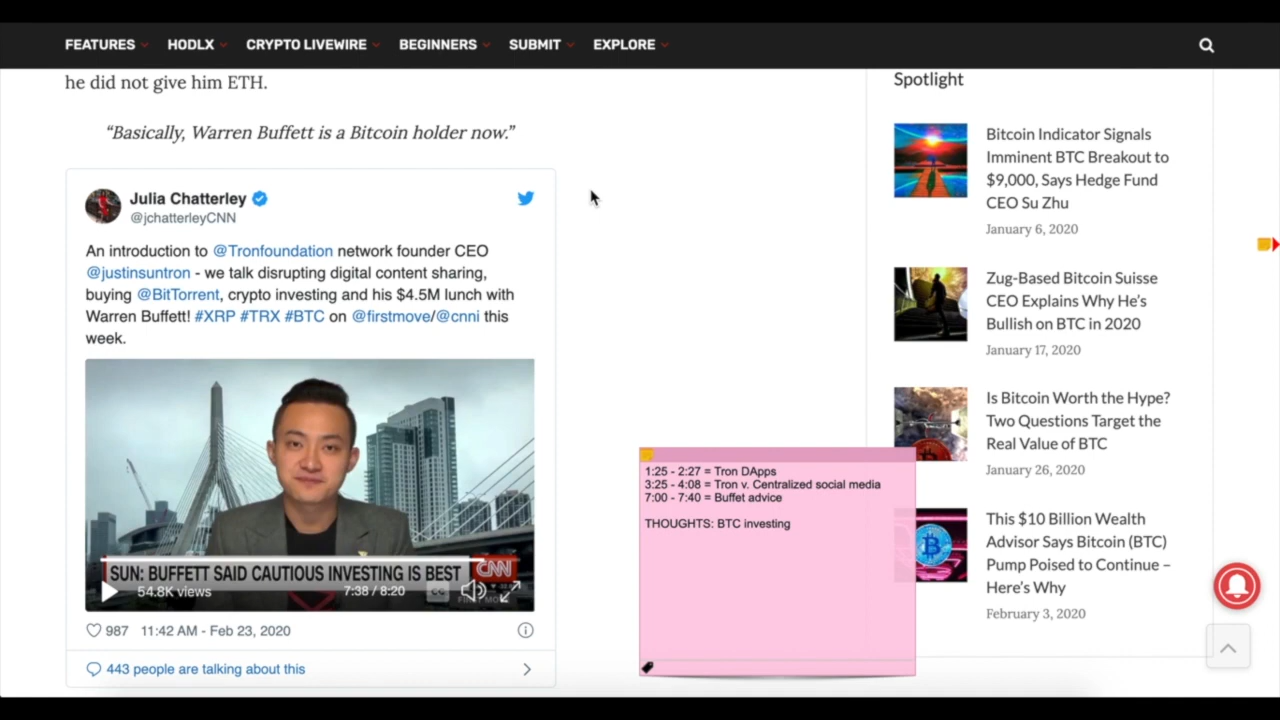 FEATURES HODLX CRYPTO LIVEWIRE BEGINNERS SUBMIT EXPLORE
he did not give him ETH.
“Basically, Warren Buffett is a Bitcoin holder now.”
Julia Chatterley
@jchatterleyCNN
An introduction to @Tronfoundation network founder CEO
@justinsuntron - we talk disrupting digital content sharing,
buying @BitTorrent, crypto investing and his $4.5M lunch with
Warren Buffett! #XRP #TRX #BTC on @firstmove/@cnni this
week.
SUN: BUFFETT SAID CAUTIOUS INVESTING IS BEST
CNN
54.8K views 7:38 / 8:20
987 11:42 AM - Feb 23, 2020
443 people are talking about this
1:25 - 2:27 = Tron DApps
3:25 - 4:08 = Tron v. Centralized social media
7:00 - 7:40 = Buffet advice
THOUGHTS: BTC investing
Spotlight
Bitcoin Indicator Signals
Imminent BTC Breakout to
$9,000, Says Hedge Fund
CEO Su Zhu
January 6, 2020
Zug-Based Bitcoin Suisse
CEO Explains Why He’s
Bullish on BTC in 2020
January 17, 2020
Is Bitcoin Worth the Hype?
Two Questions Target the
Real Value of BTC
January 26, 2020
This $10 Billion Wealth
Advisor Says Bitcoin (BTC)
Pump Poised to Continue –
Here’s Why
February 3, 2020